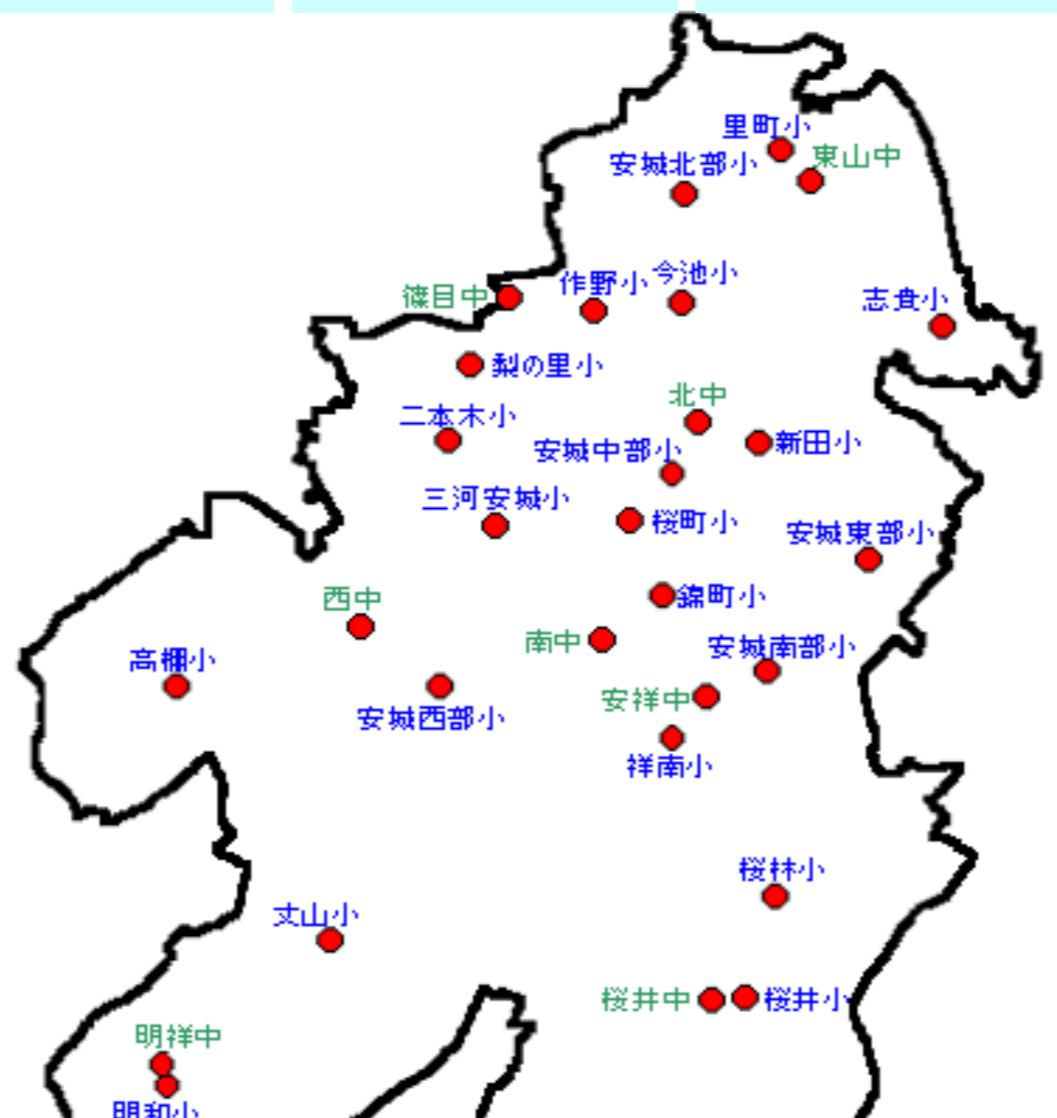 里町小
東山中
安城北部小
今池小
作野小
篠目中
志貴小
梨の里小
北中
二本木小
新田小
安城中部小
三河安城小
桜町小
安城東部小
錦町小
西中
南中
安城南部小
高棚小
安祥中
安城西部小
祥南小
桜林小
丈山小
桜井中
桜井小
明祥中
明和小